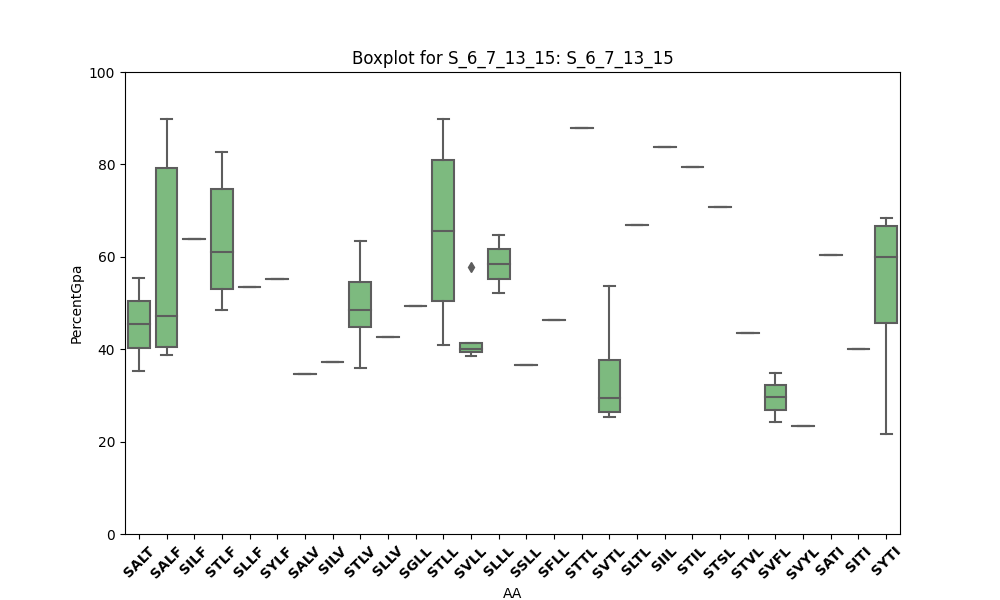 Boxplot for S_6_7_13_15: S_6_7_13_15
100
80
60
40
20
0
PercentGpa
SALT SALF SILF STLF SLLF SYLF SALV SILV STLV SLLV SGLL STLL SVLL SLLL SSLL SFLL STTL SVTL SLTL SIIL STIL STSL STVL SVFL SVYL SATI SITI SYTI
AA